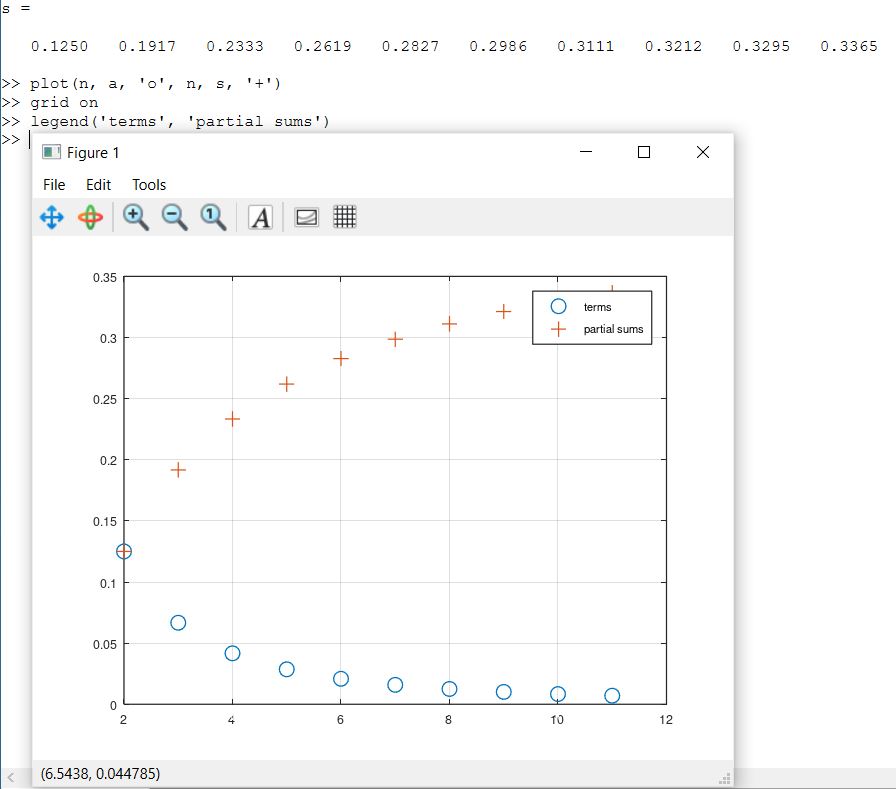 s =
0.1250 0.1917 0.2333 0.2619 0.2827 0.2986 0.3111 0.3212 0.3295 0.3365
>> plot(n, a, 'o', n, s, '+')
>> grid on
>> legend('terms', 'partial sums')
>>
Figure 1
File Edit Tools
1 A
0.35
terms
partial sums
0.3
0.25
0.2
0.15
0.1
0.05
0
2 4 6 8 10 12
(6.5438, 0.044785)